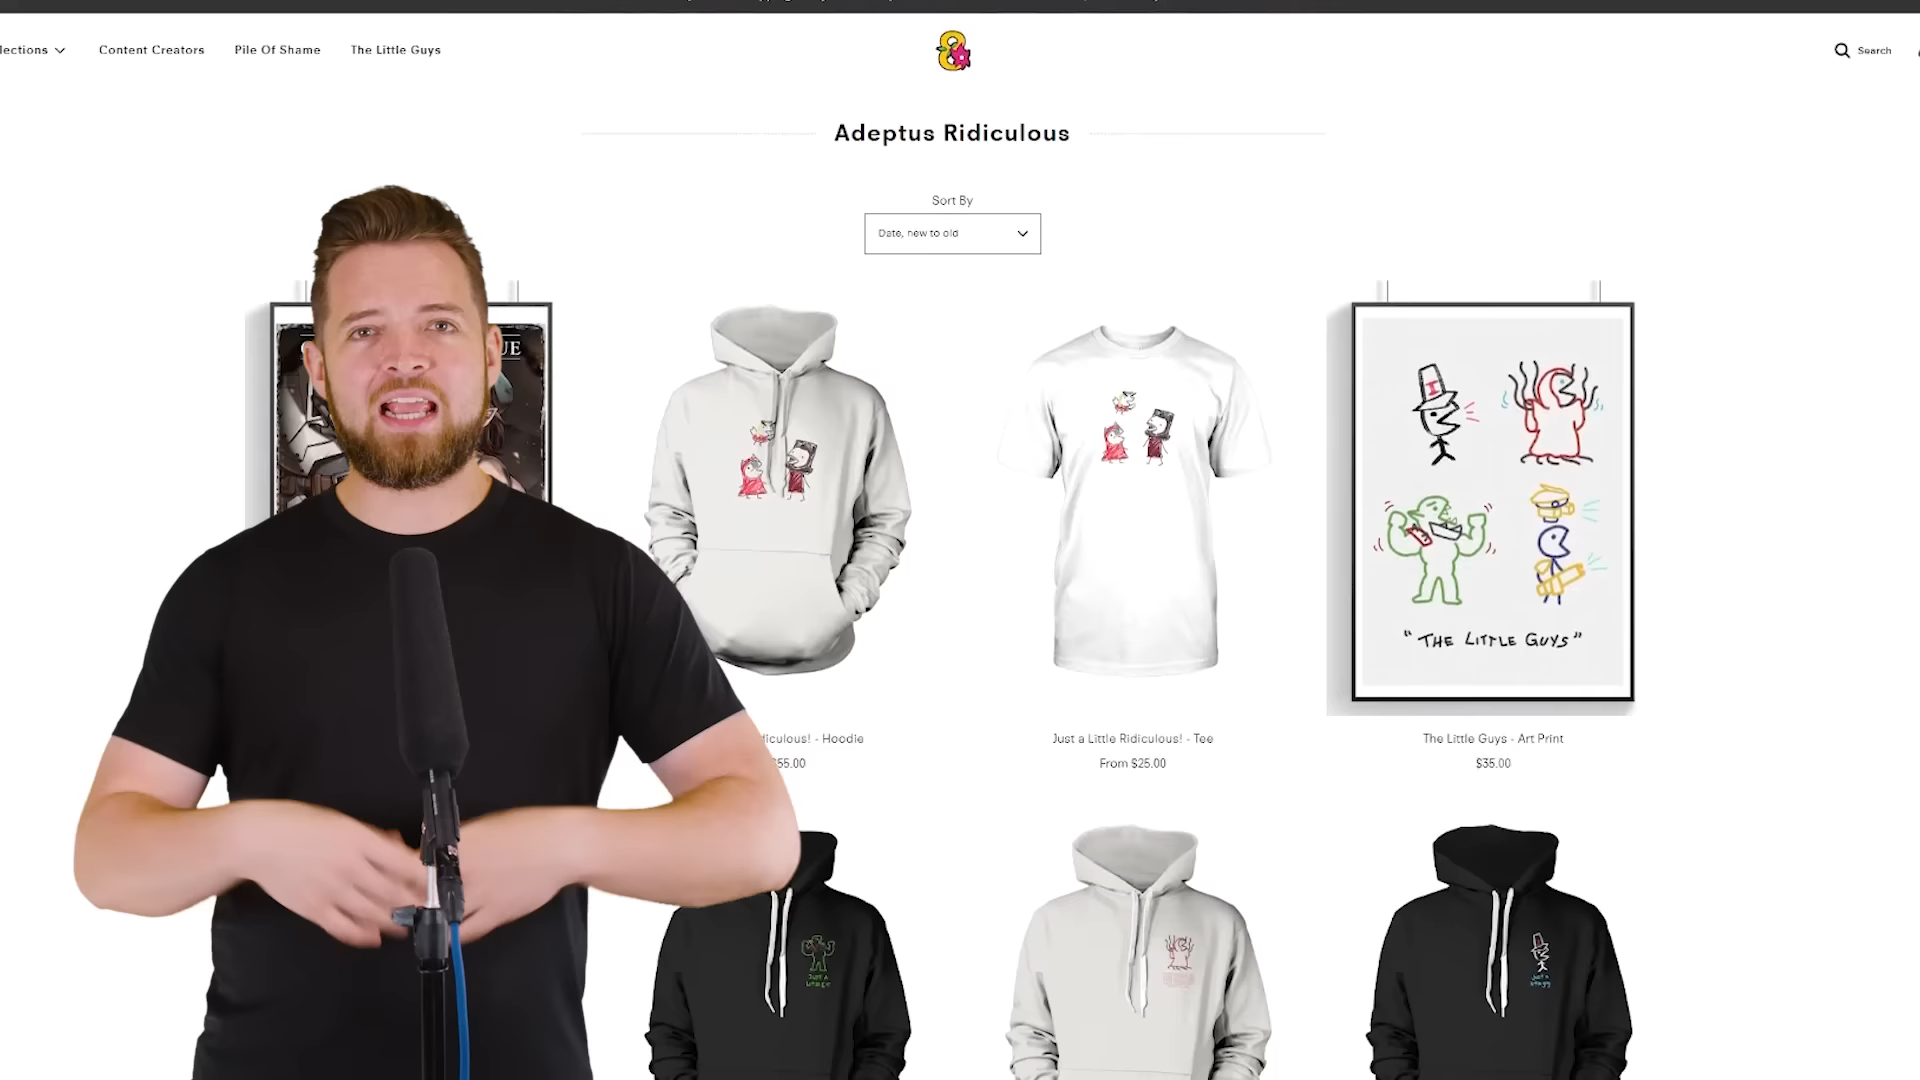 lections
Content Creators
Pile Of Shame
The Little Guys
8
Search
Adeptus Ridiculous
Sort By
Date, new to old
UE
I
"THE LITTLE GUYS"
diculous! - Hoodie
$55.00
Just a Little Ridiculous! - Tee
From $25.00
The Little Guys - Art Print
$35.00